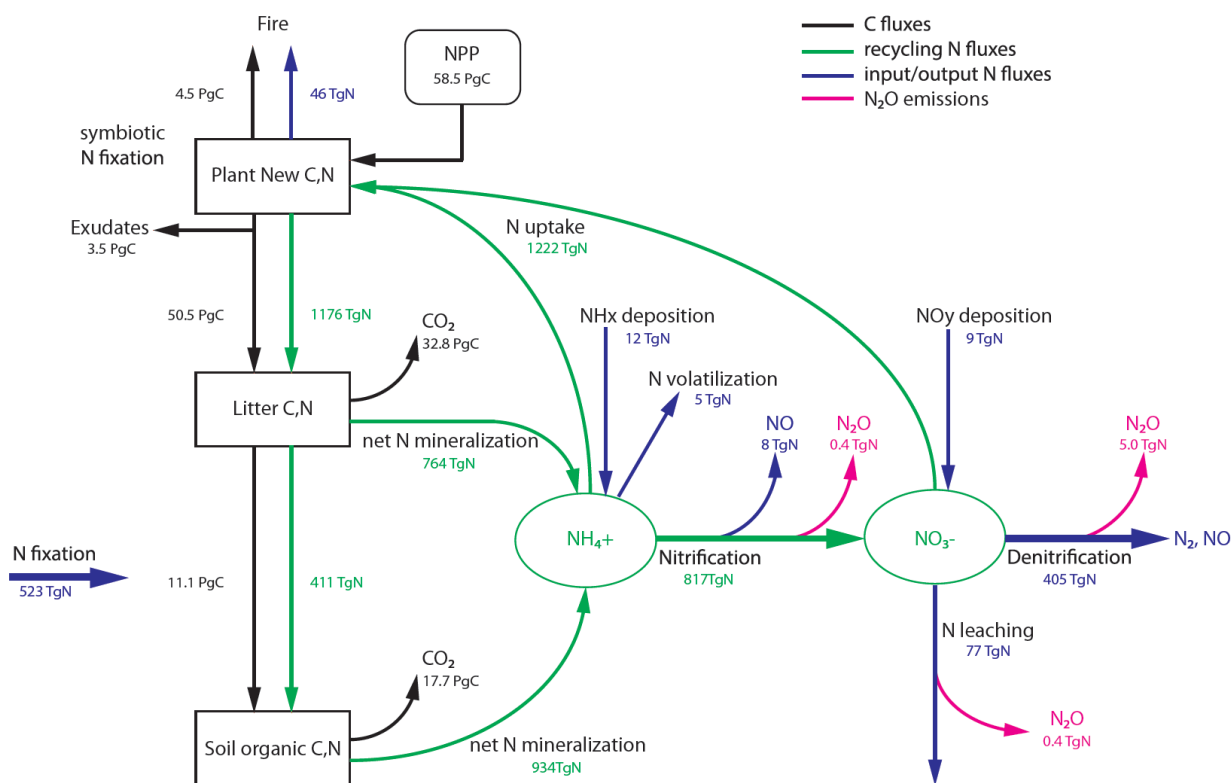 Fire
4.5 PgC
46 TgN
NPP
58.5 PgC
C fluxes
recycling N fluxes
input/output N fluxes
N₂O emissions
symbiotic
N fixation
Plant New C,N
Exudates
3.5 PgC
N uptake
1222 TgN
50.5 PgC
1176 TgN
CO₂
32.8 PgC
NHx deposition
12 TgN
NOy deposition
9 TgN
N volatilization
5 TgN
Litter C,N
net N mineralization
764 TgN
NO
8 TgN
N₂O
0.4 TgN
N₂O
5.0 TgN
NH₄+
Nitrification
817TgN
NO₃-
Denitrification
405 TgN
N₂, NO
N fixation
523 TgN
11.1 PgC
411 TgN
N leaching
77 TgN
CO₂
17.7 PgC
N₂O
0.4 TgN
Soil organic C,N
net N mineralization
934TgN